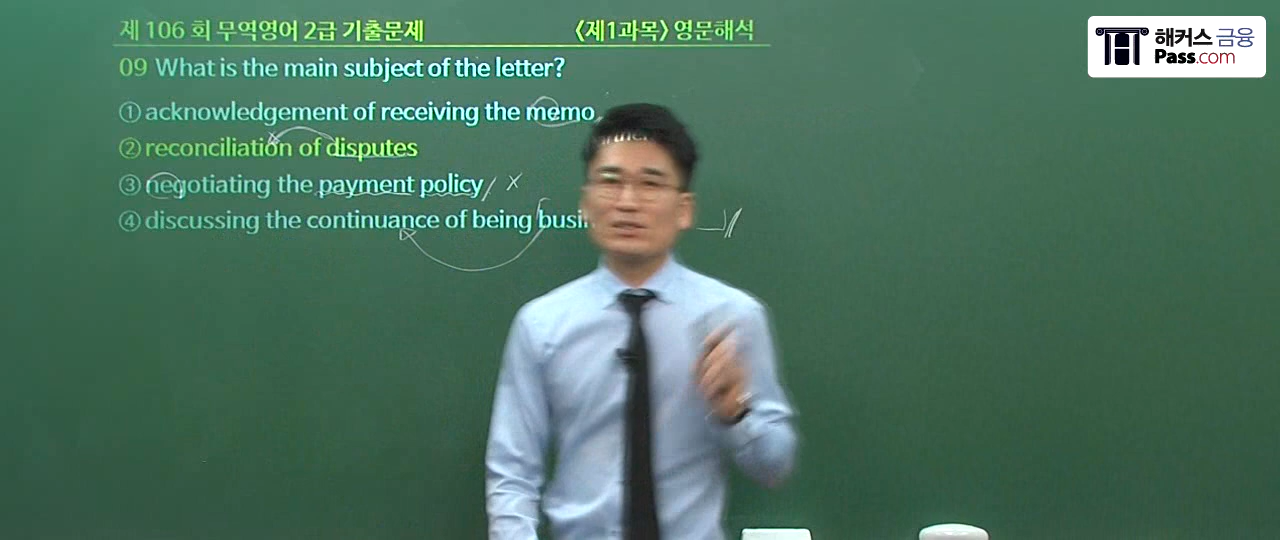 제 106 회 무역영어 2급 기출문제 〈제1과목〉 영문해석
해커스 금융
Pass.com
09 What is the main subject of the letter?
① acknowledgement of receiving the memo
② reconciliation of disputes
③ negotiating the payment policy
④ discussing the continuance of being